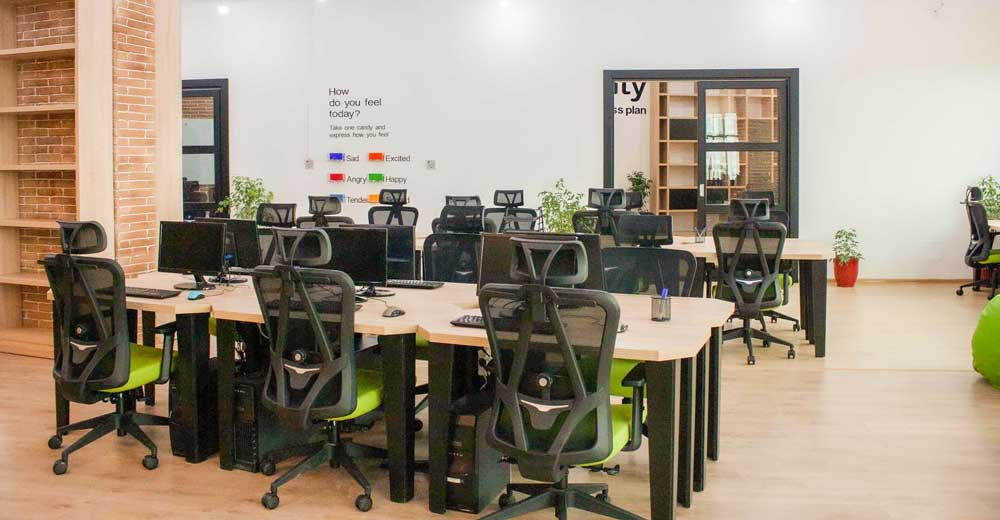 How
do you feel
today?
Take one candy and
express how you feel
Sad Excited
Angry Happy
ss plan